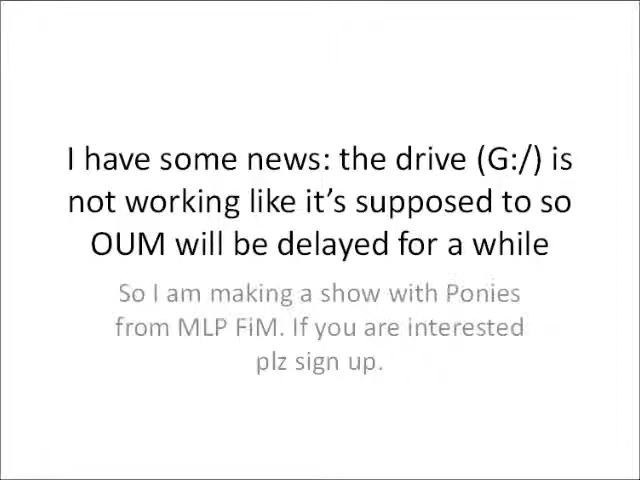 I have some news: the drive (G:/) is
not working like it’s supposed to so
OUM will be delayed for a while
So I am making a show with Ponies
from MLP FiM. If you are interested
plz sign up.